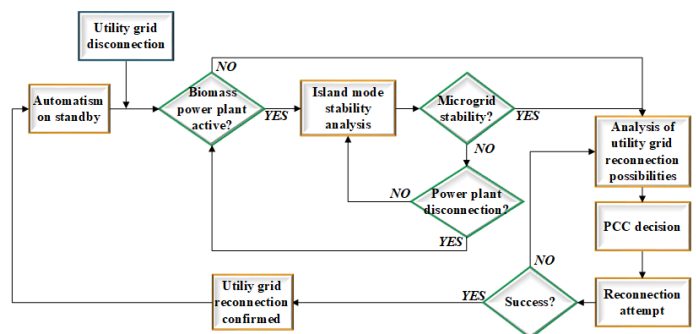 Utility grid
disconnection
NO
Automatism
on standby
Biomass
power plant
active?
YES
Island mode
stability
analysis
Microgrid
stability?
YES
NO
Analysis of
utility grid
reconnection
possibilities
NO
Power plant
disconnection?
YES
PCC decision
NO
Utiliy grid
reconnection
confirmed
YES
Success?
Reconnection
attempt